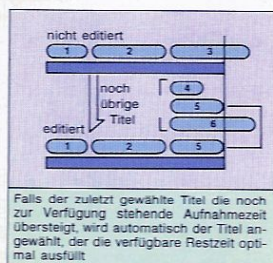 nicht editiert
1 2 3
noch
übrige
Titel
4
5
6
editiert
1 2 5
Falls der zuletzt gewählte Titel die noch
zur Verfügung stehende Aufnahmezeit
übersteigt, wird automatisch der Titel an-
gewählt, der die verfügbare Restzeit opti-
mal ausfüllt